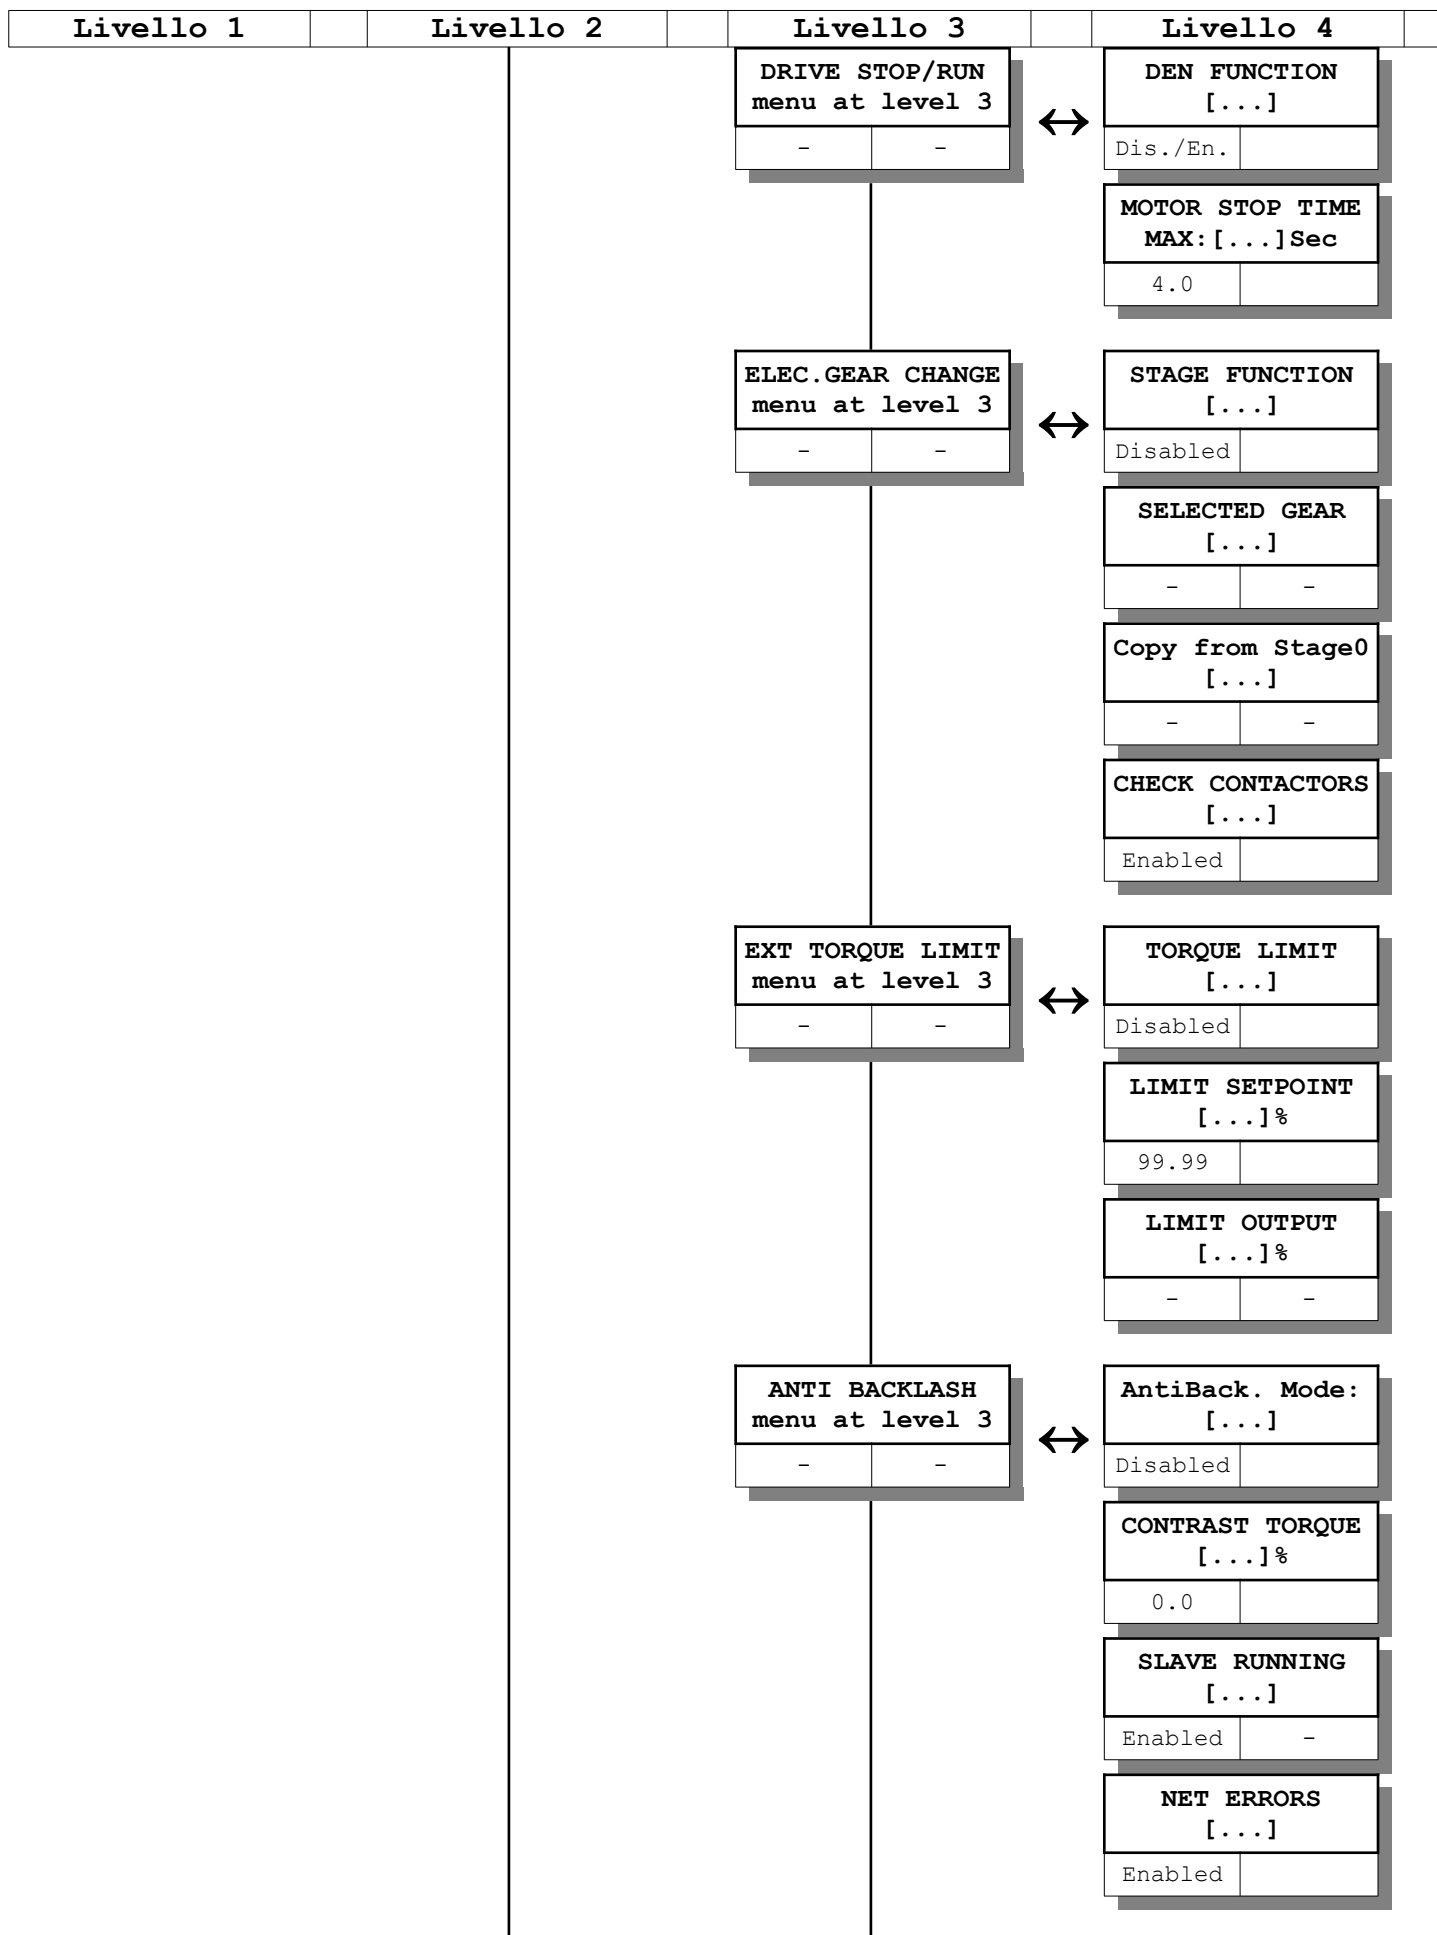 Livello 1 Livello 2 Livello 3 Livello 4
DRIVE STOP/RUN
menu at level 3
- -
DEN FUNCTION
[...]
Dis./En.
MOTOR STOP TIME
MAX:[...]Sec
4.0
ELEC.GEAR CHANGE
menu at level 3
- -
STAGE FUNCTION
[...]
Disabled
SELECTED GEAR
[...]
- -
Copy from Stage0
[...]
- -
CHECK CONTACTORS
[...]
Enabled
EXT TORQUE LIMIT
menu at level 3
- -
TORQUE LIMIT
[...]
Disabled
LIMIT SETPOINT
[...]%
99.99
LIMIT OUTPUT
[...]%
- -
ANTI BACKLASH
menu at level 3
- -
AntiBack. Mode:
[...]
Disabled
CONTRAST TORQUE
[...]%
0.0
SLAVE RUNNING
[...]
Enabled -
NET ERRORS
[...]
Enabled